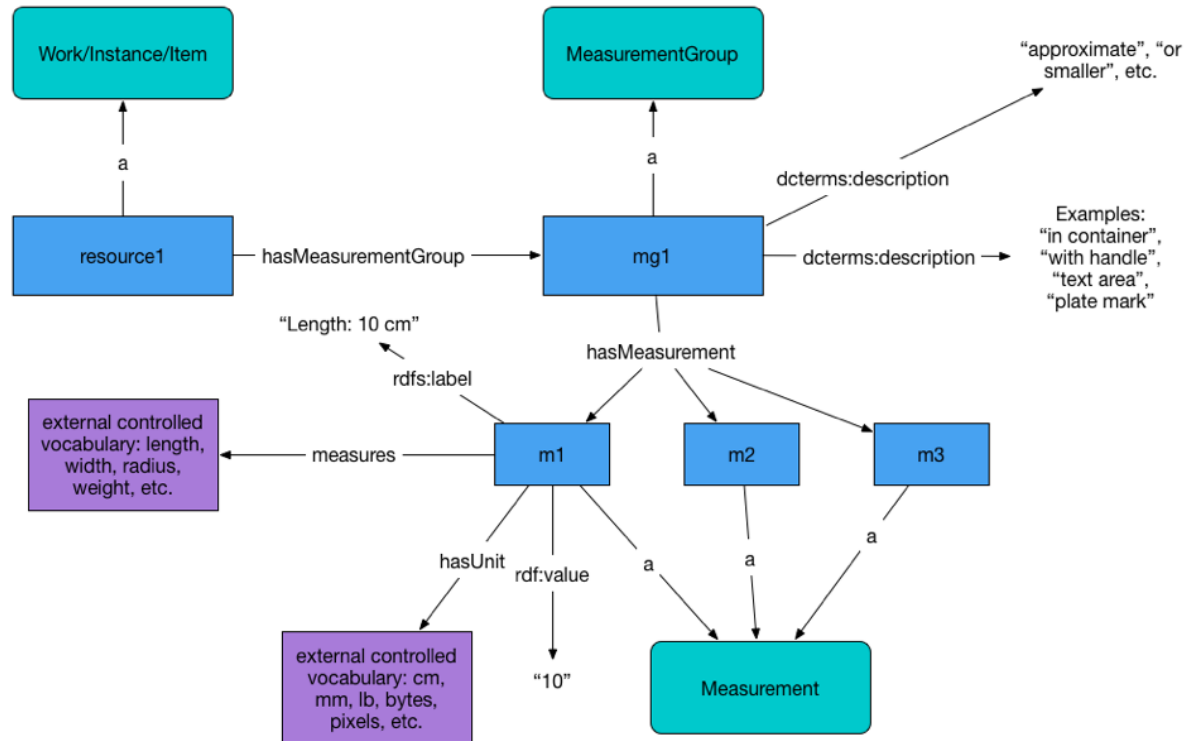 Work/Instance/Item
MeasurementGroup
“approximate”, “or
smaller”, etc.
a
a
dcterms:description
resource1
hasMeasurementGroup
mg1
dcterms:description
Examples:
“in container”,
“with handle”,
“text area”,
“plate mark”
“Length: 10 cm”
hasMeasurement
rdfs:label
external controlled
vocabulary: length,
width, radius,
weight, etc.
measures
m1
m2
m3
hasUnit
rdf:value
a
a
a
external controlled
vocabulary: cm,
mm, lb, bytes,
pixels, etc.
“10”
Measurement